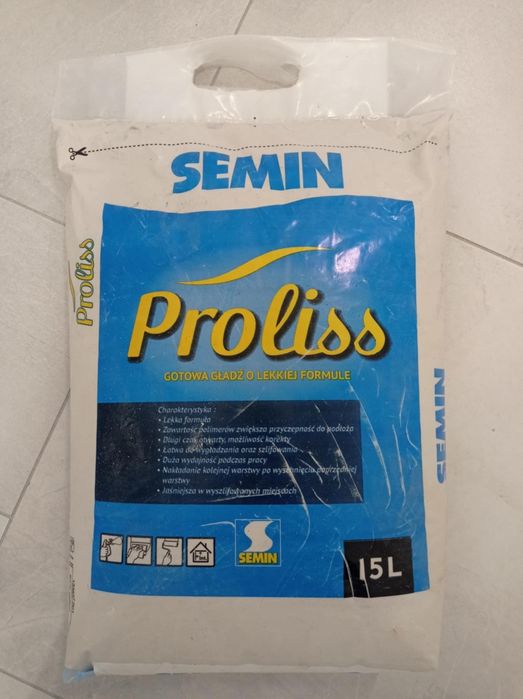 SEMIN
Proliss
Proliss
GOTOWA GŁADŹ O LEKKIEJ FORMULE
Charakterystyka :
• Lekka formuła
• Zawartość polimerów zwiększa przyczepność do podłoża
• Długi czas otwarty, możliwość korekty
• Łatwa do wygładzania oraz szlifowania
• Duża wydajność podczas pracy
• Nakładanie kolejnej warstwy po wyschnięciu poprzedniej
warstwy
• Jaśniejsza w wyszlifowanych miejscach
SEMIN
SEMIN
15L